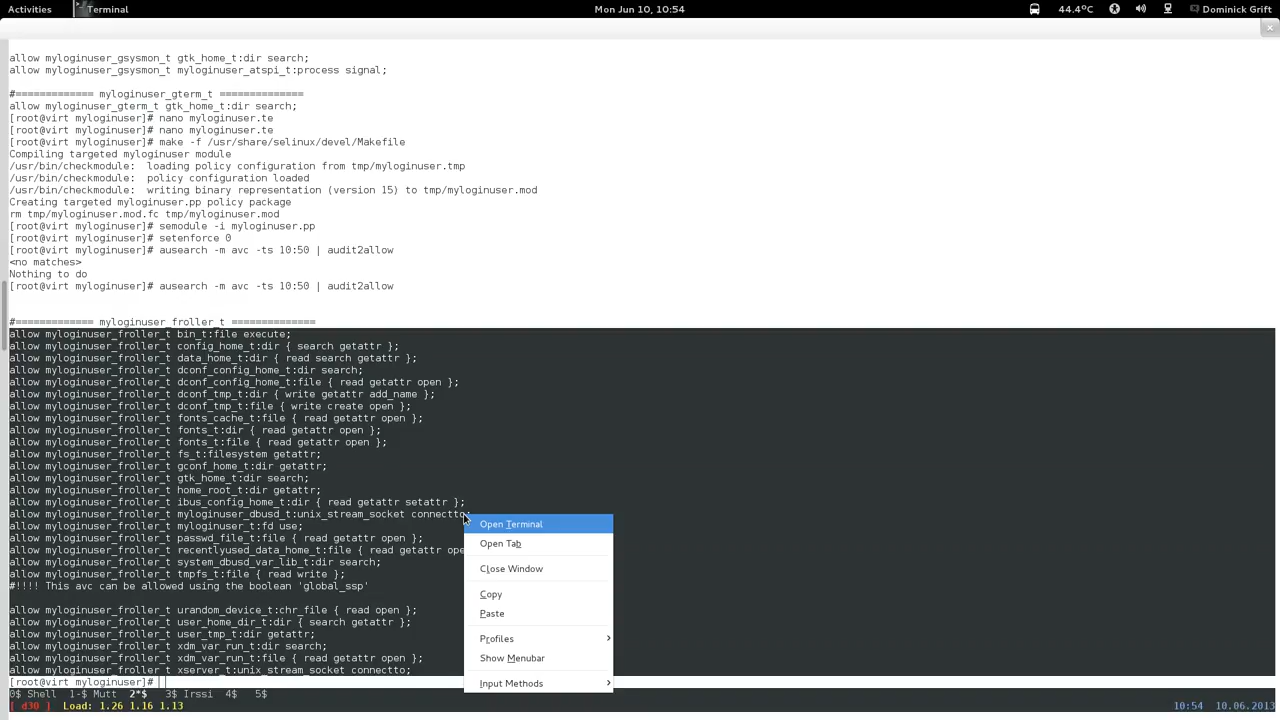 Activities Terminal Mon Jun 10, 10:54 44.4°C Dominick Grift
allow myloginuser_gsysmon_t gtk_home_t:dir search;
allow myloginuser_gsysmon_t myloginuser_atspi_t:process signal;
#============= myloginuser_gterm_t ==============
allow myloginuser_gterm_t gtk_home_t:dir search;
[root@virt myloginuser]# nano myloginuser.te
[root@virt myloginuser]# nano myloginuser.te
[root@virt myloginuser]# make -f /usr/share/selinux/devel/Makefile
Compiling targeted myloginuser module
/usr/bin/checkmodule:  loading policy configuration from tmp/myloginuser.tmp
/usr/bin/checkmodule:  policy configuration loaded
/usr/bin/checkmodule:  writing binary representation (version 15) to tmp/myloginuser.mod
Creating targeted myloginuser.pp policy package
rm tmp/myloginuser.mod.fc tmp/myloginuser.mod
[root@virt myloginuser]# semodule -i myloginuser.pp
[root@virt myloginuser]# setenforce 0
[root@virt myloginuser]# ausearch -m avc -ts 10:50 | audit2allow
<no matches>
Nothing to do
[root@virt myloginuser]# ausearch -m avc -ts 10:50 | audit2allow
#============= myloginuser_froller_t ==============
allow myloginuser_froller_t bin_t:file execute;
allow myloginuser_froller_t config_home_t:dir { search getattr };
allow myloginuser_froller_t data_home_t:dir { read search getattr };
allow myloginuser_froller_t dconf_config_home_t:dir search;
allow myloginuser_froller_t dconf_config_home_t:file { read getattr open };
allow myloginuser_froller_t dconf_tmp_t:dir { write getattr add_name };
allow myloginuser_froller_t dconf_tmp_t:file { write create open };
allow myloginuser_froller_t fonts_cache_t:file { read getattr open };
allow myloginuser_froller_t fonts_t:dir { read getattr open };
allow myloginuser_froller_t fonts_t:file { read getattr open };
allow myloginuser_froller_t fs_t:filesystem getattr;
allow myloginuser_froller_t gconf_home_t:dir getattr;
allow myloginuser_froller_t gtk_home_t:dir search;
allow myloginuser_froller_t home_root_t:dir getattr;
allow myloginuser_froller_t ibus_config_home_t:dir { read getattr setattr };
allow myloginuser_froller_t myloginuser_dbusd_t:unix_stream_socket connectto;
allow myloginuser_froller_t myloginuser_t:fd use;
allow myloginuser_froller_t passwd_file_t:file { read getattr open };
allow myloginuser_froller_t recentlyused_data_home_t:file { read getattr ope
allow myloginuser_froller_t system_dbusd_var_lib_t:dir search;
allow myloginuser_froller_t tmpfs_t:file { read write };
#!!!! This avc can be allowed using the boolean 'global_ssp'
allow myloginuser_froller_t urandom_device_t:chr_file { read open };
allow myloginuser_froller_t user_home_dir_t:dir { search getattr };
allow myloginuser_froller_t user_tmp_t:dir getattr;
allow myloginuser_froller_t xdm_var_run_t:dir search;
allow myloginuser_froller_t xdm_var_run_t:file { read getattr open };
allow myloginuser_froller_t xserver_t:unix_stream_socket connectto;
[root@virt myloginuser]#
Open Terminal
Open Tab
Close Window
Copy
Paste
Profiles
Show Menubar
Input Methods
0$ Shell  1-$ Mutt  2*$  3$ Irssi  4$  5$
[ d30 ]  Load: 1.26 1.16 1.13 10:54  10.06.2013